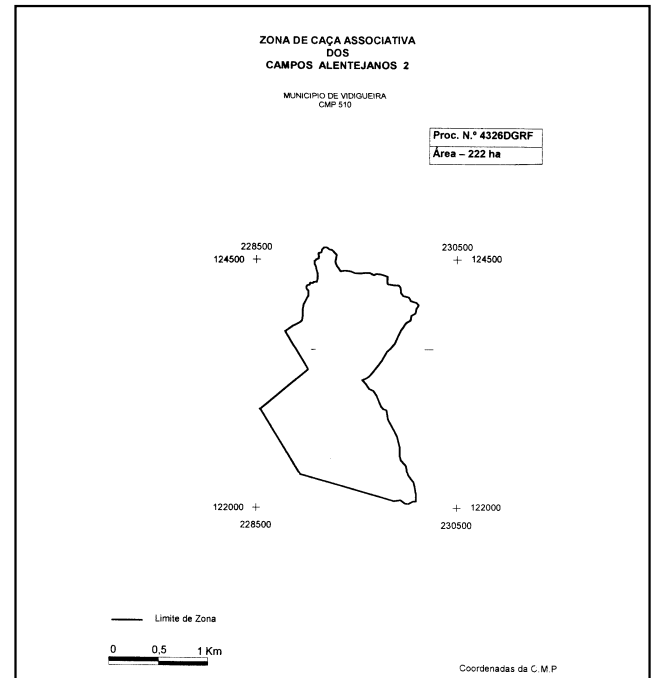 ZONA DE CAÇA ASSOCIATIVA
DOS
CAMPOS ALENTEJANOS 2
MUNICIPIO DE VIDIGUEIRA
CMP 510
Proc. N.º 4326DGRF
Área – 222 ha
228500 230500
124500 124500
122000 122000
228500 230500
Limite de Zona
0 0,5 1 Km
Coordenadas da C.M.P